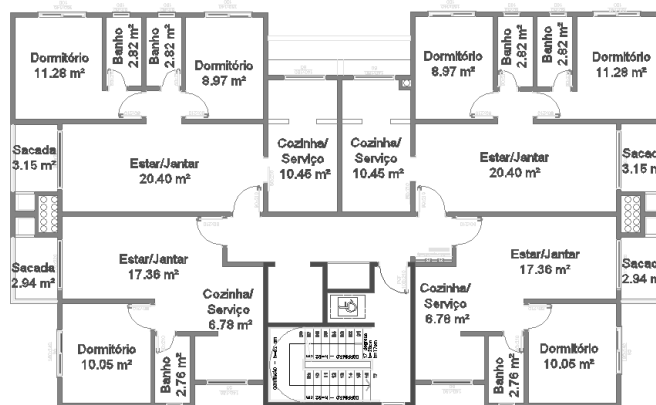 Dormitório
11.28 m²
Banho
2.82 m²
Banho
2.82 m²
Dormitório
8.97 m²
Dormitório
8.97 m²
Banho
2.82 m²
Banho
2.82 m²
Dormitório
11.28 m²
Sacada
3.15 m²
Estar/Jantar
20.40 m²
Cozinha/
Serviço
10.45 m²
Cozinha/
Serviço
10.45 m²
Estar/Jantar
20.40 m²
Sacada
3.15 m²
Sacada
2.94 m²
Estar/Jantar
17.36 m²
Cozinha/
Serviço
6.78 m²
Cozinha/
Serviço
6.78 m²
Estar/Jantar
17.36 m²
Sacada
2.94 m²
Dormitório
10.05 m²
Banho
2.76 m²
Banho
2.76 m²
Dormitório
10.05 m²